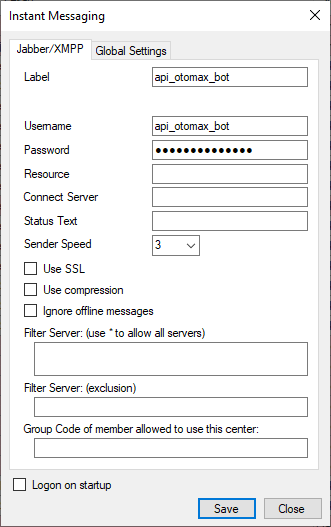 Instant Messaging
Jabber/XMPP Global Settings
Label api_otomax_bot
Username api_otomax_bot
Password ●●●●●●●●●●●●●●
Resource
Connect Server
Status Text
Sender Speed 3
Use SSL
Use compression
Ignore offline messages
Filter Server: (use * to allow all servers)
Filter Server: (exclusion)
Group Code of member allowed to use this center:
Logon on startup
Save Close